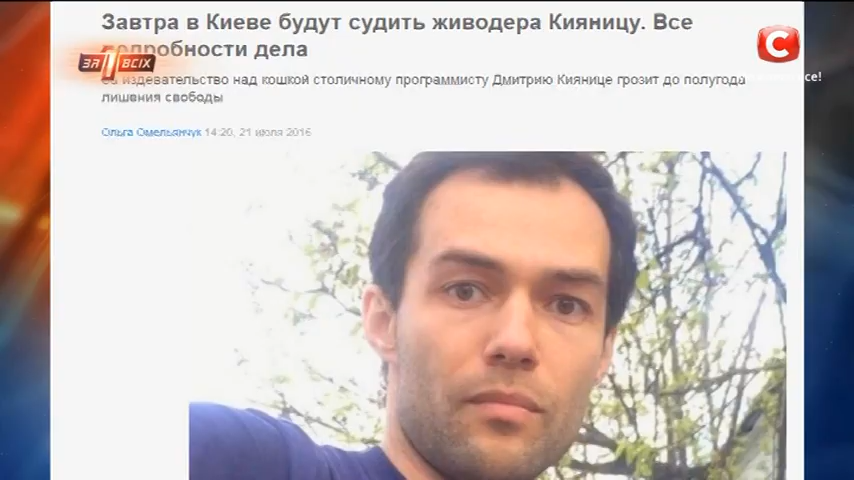 Завтра в Киеве будут судить живодера Кияницу. Все
подробности дела
ЗА 1 ВСІХ
За издевательство над кошкой столичному программисту Дмитрию Киянице грозит до полугода
лишения свободы
Ольга Омельянчук 14:20, 21 июля 2016
С